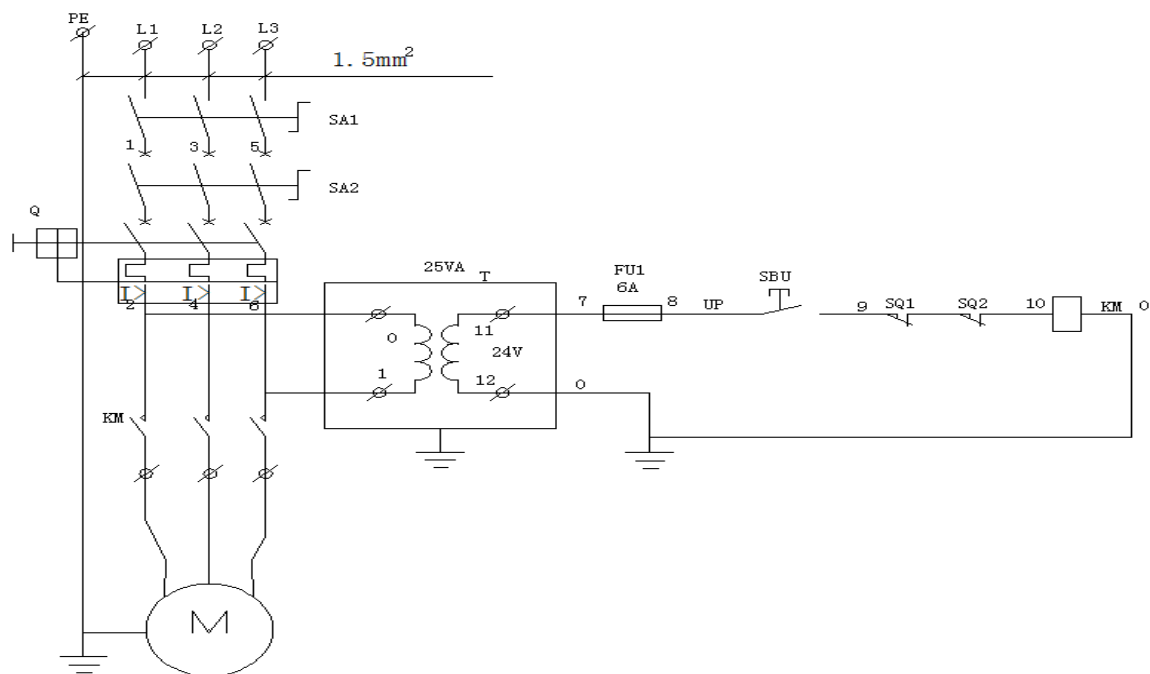 PE
L1 L2 L3
1.5mm²
SA1
1 3 5
SA2
Q
I> I> I>
2 4 6
25VA
T
FU1
6A
SBU
7 8
UP
9
SQ1
SQ2
10
KM
0
0
11
24V
1
12
0
KM
M